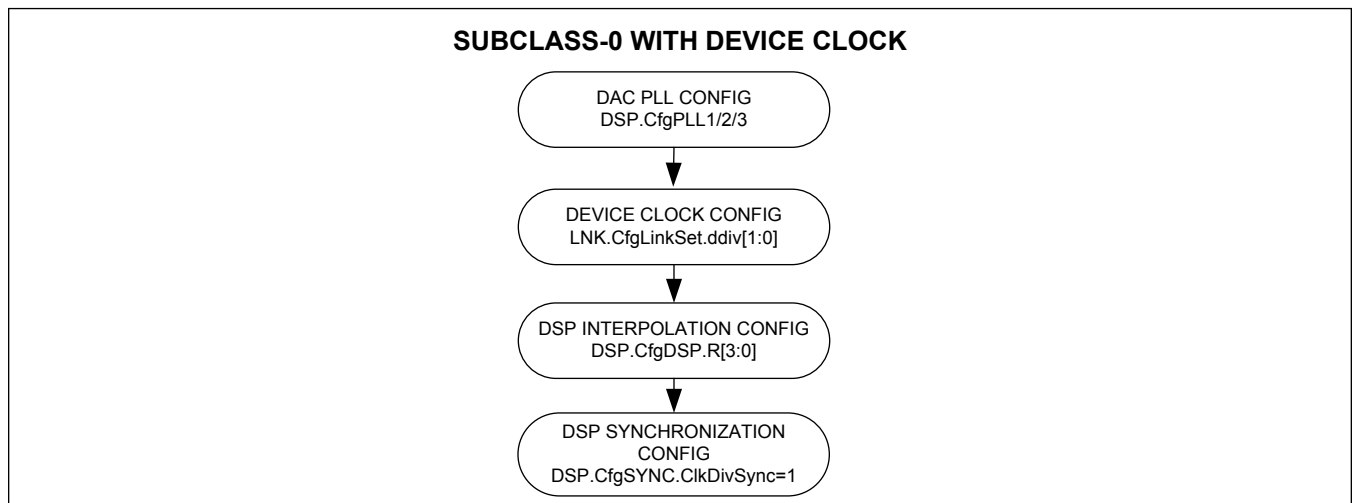 SUBCLASS-0 WITH DEVICE CLOCK
DAC PLL CONFIG
DSP.CfgPLL1/2/3
DEVICE CLOCK CONFIG
LNK.CfgLinkSet.ddiv[1:0]
DSP INTERPOLATION CONFIG
DSP.CfgDSP.R[3:0]
DSP SYNCHRONIZATION
CONFIG
DSP.CfgSYNC.ClkDivSync=1